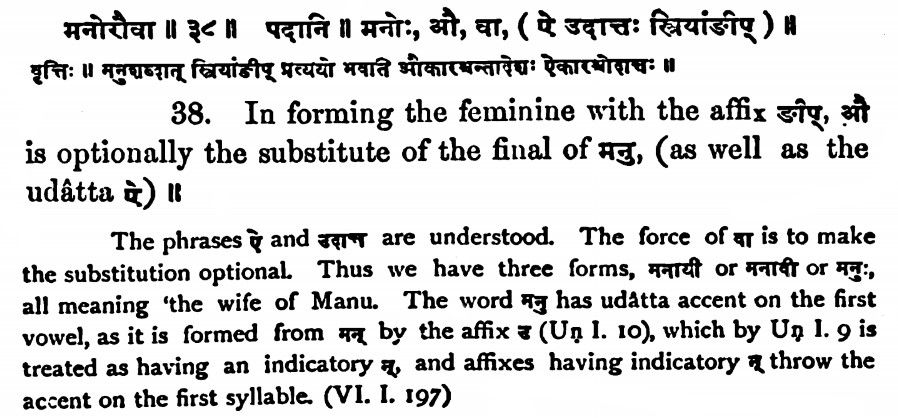 मनोरौवा ॥ ३८ ॥ पदानि ॥ मनोः, औ, वा, ( ऐ उदात्तः स्त्रियांङीप् ) ॥
वृत्तिः ॥ मनुशब्दात् स्त्रियांङीप् प्रत्ययो भवाति औकारश्चान्तादेशः ऐकारश्चोदात्तः ॥
38. In forming the feminine with the affix ङीप्, औ
is optionally the substitute of the final of मनु, (as well as the
udâtta ऐ) ॥
The phrases ऐ and उदात्त are understood. The force of वा is to make
the substitution optional. Thus we have three forms, मनायी or मनावी or मनुः,
all meaning 'the wife of Manu. The word मनु has udâtta accent on the first
vowel, as it is formed from मन् by the affix उ (Uṇ I. 10), which by Uṇ I. 9 is
treated as having an indicatory न्, and affixes having indicatory न् throw the
accent on the first syllable. (VI. I. 197)